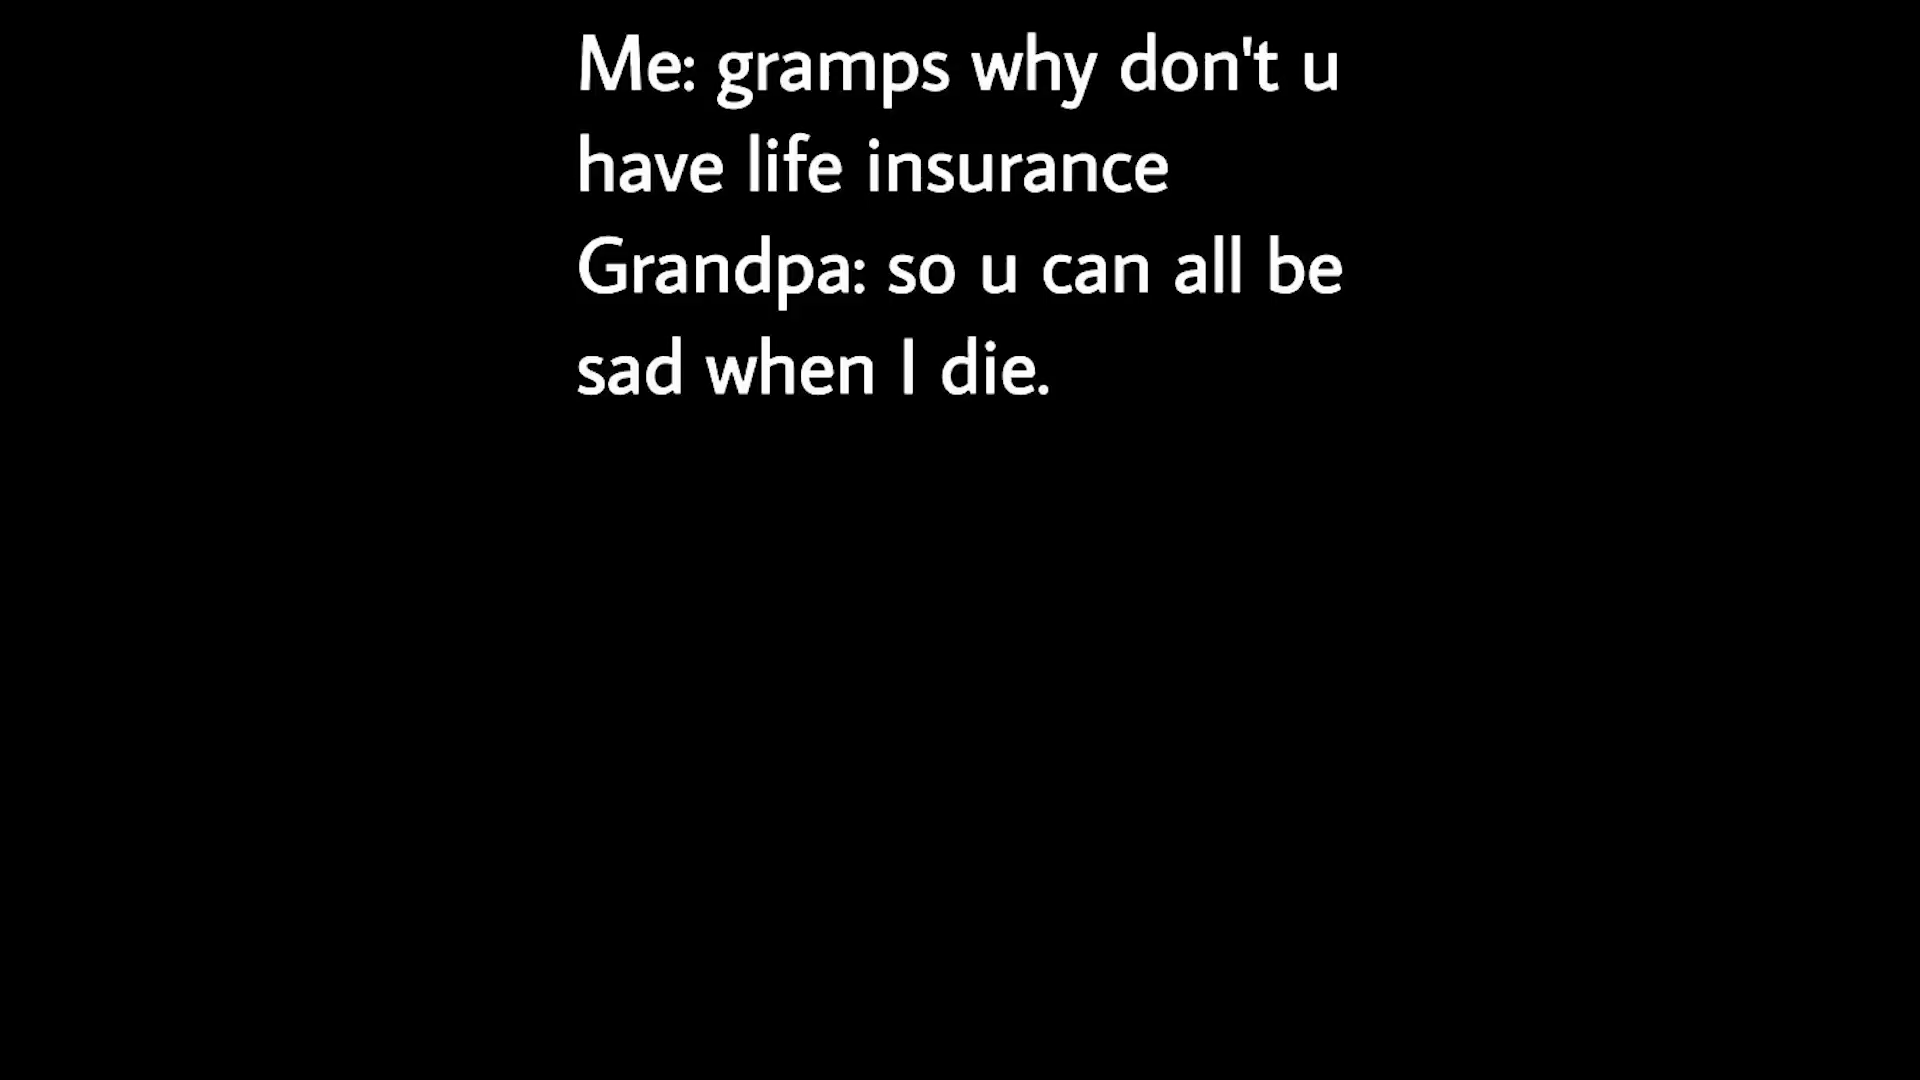 Me: gramps why don't u
have life insurance
Grandpa: so u can all be
sad when I die.